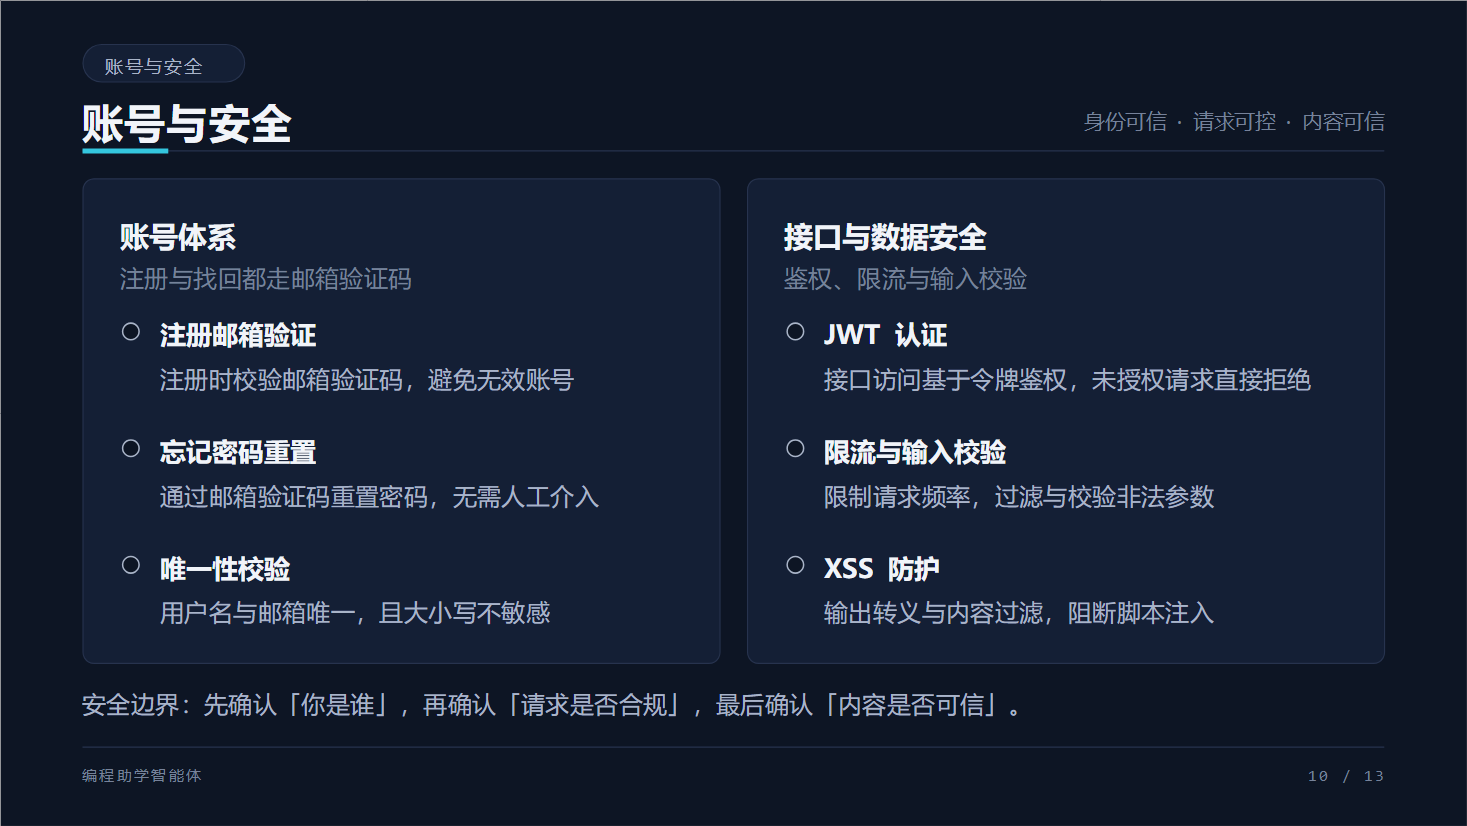 账号与安全
账号与安全
身份可信 · 请求可控 · 内容可信
账号体系
注册与找回都走邮箱验证码
注册邮箱验证
注册时校验邮箱验证码，避免无效账号
忘记密码重置
通过邮箱验证码重置密码，无需人工介入
唯一性校验
用户名与邮箱唯一，且大小写不敏感
接口与数据安全
鉴权、限流与输入校验
JWT 认证
接口访问基于令牌鉴权，未授权请求直接拒绝
限流与输入校验
限制请求频率，过滤与校验非法参数
XSS 防护
输出转义与内容过滤，阻断脚本注入
安全边界：先确认「你是谁」，再确认「请求是否合规」，最后确认「内容是否可信」。
编程助学智能体
10 / 13